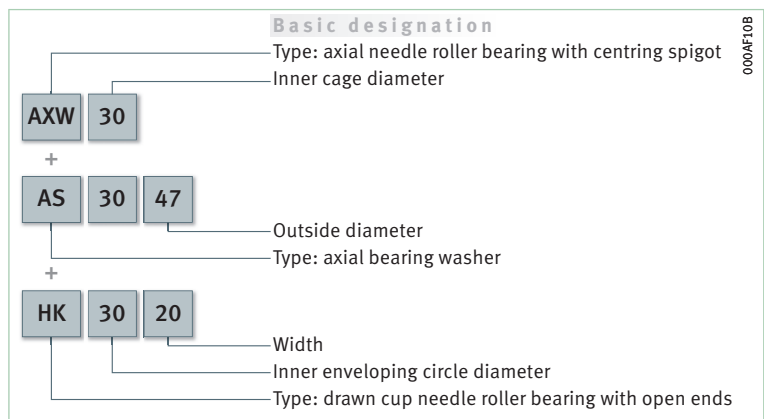 Basic designation
Type: axial needle roller bearing with centring spigot
Inner cage diameter
AXW 30
+
AS 30 47
Outside diameter
Type: axial bearing washer
+
HK 30 20
Width
Inner enveloping circle diameter
Type: drawn cup needle roller bearing with open ends
000AF10B